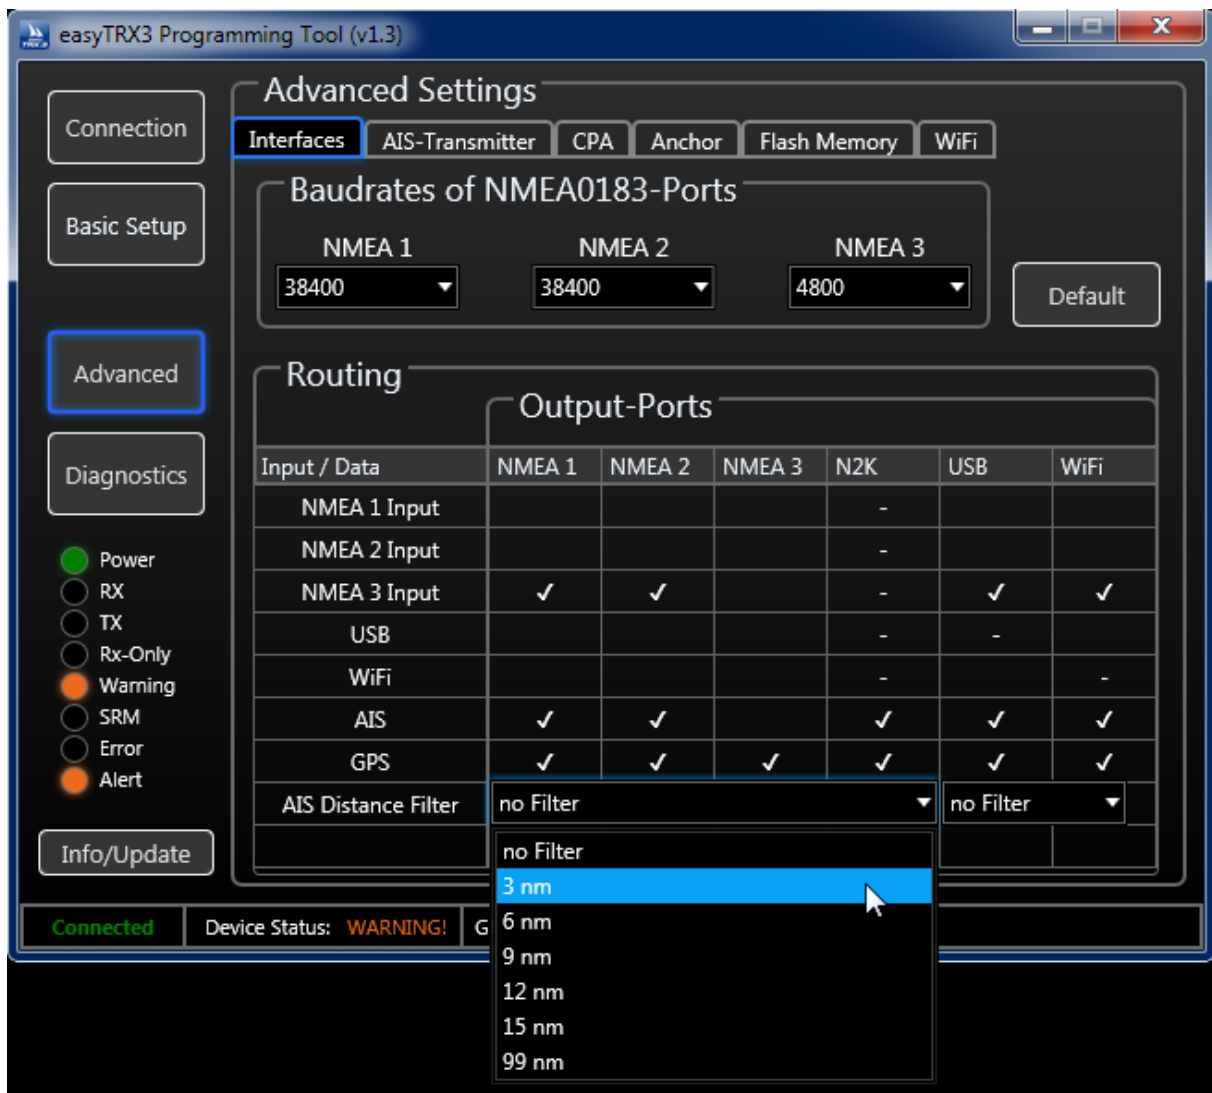 easyTRX3 Programming Tool (v1.3)
Advanced Settings
Connection
Interfaces AIS-Transmitter CPA Anchor Flash Memory WiFi
Baudrates of NMEA0183-Ports
Basic Setup
NMEA 1 NMEA 2 NMEA 3
38400 38400 4800
Default
Advanced
Routing
Output-Ports
Diagnostics
Input / Data NMEA 1 NMEA 2 NMEA 3 N2K USB WiFi
NMEA 1 Input -
NMEA 2 Input -
NMEA 3 Input ✓ ✓ - ✓ ✓
USB - -
WiFi - -
AIS ✓ ✓ ✓ ✓ ✓
GPS ✓ ✓ ✓ ✓ ✓ ✓
AIS Distance Filter no Filter no Filter
Power
RX
TX
Rx-Only
Warning
SRM
Error
Alert
Info/Update
no Filter
3 nm
6 nm
9 nm
12 nm
15 nm
99 nm
Connected Device Status: WARNING! G